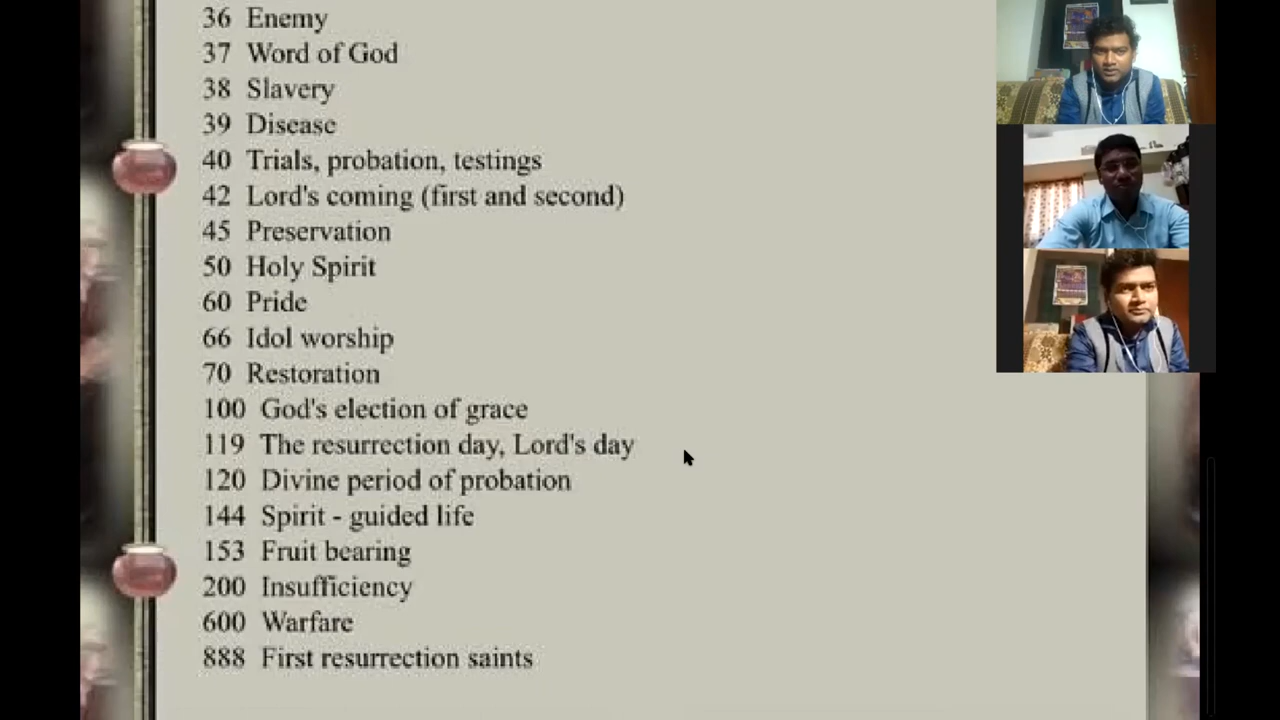 36 Enemy
37 Word of God
38 Slavery
39 Disease
40 Trials, probation, testings
42 Lord's coming (first and second)
45 Preservation
50 Holy Spirit
60 Pride
66 Idol worship
70 Restoration
100 God's election of grace
119 The resurrection day, Lord's day
120 Divine period of probation
144 Spirit - guided life
153 Fruit bearing
200 Insufficiency
600 Warfare
888 First resurrection saints